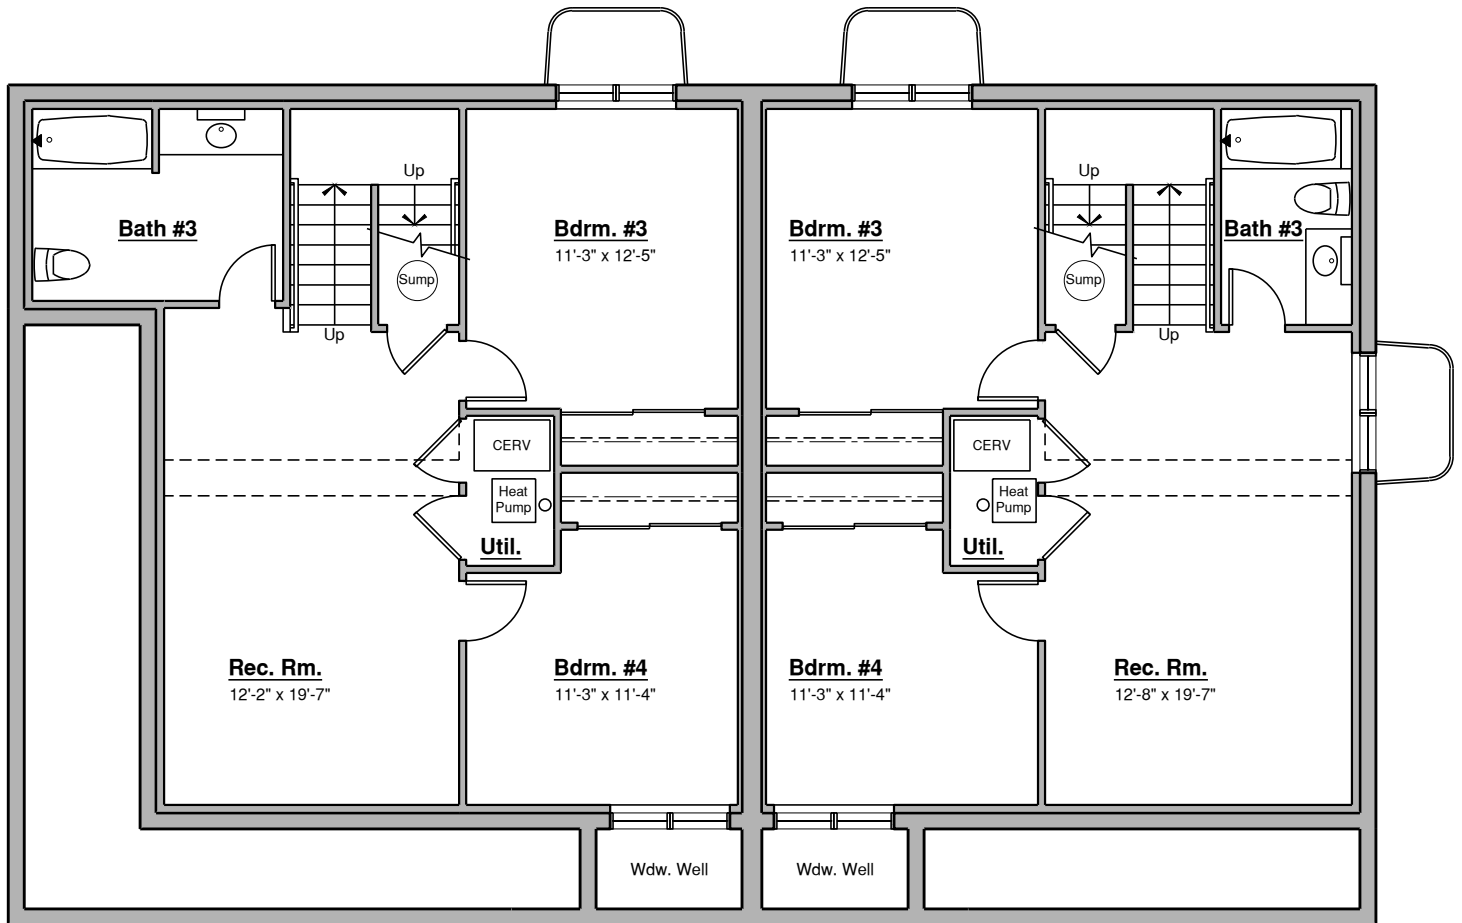 Up
Up
Bath #3
Bdrm. #3
11'-3" x 12'-5"
Bdrm. #3
11'-3" x 12'-5"
Bath #3
Sump
Sump
Up
Up
CERV
CERV
Heat
Pump
Heat
Pump
Util.
Util.
Rec. Rm.
12'-2" x 19'-7"
Bdrm. #4
11'-3" x 11'-4"
Bdrm. #4
11'-3" x 11'-4"
Rec. Rm.
12'-8" x 19'-7"
Wdw. Well
Wdw. Well